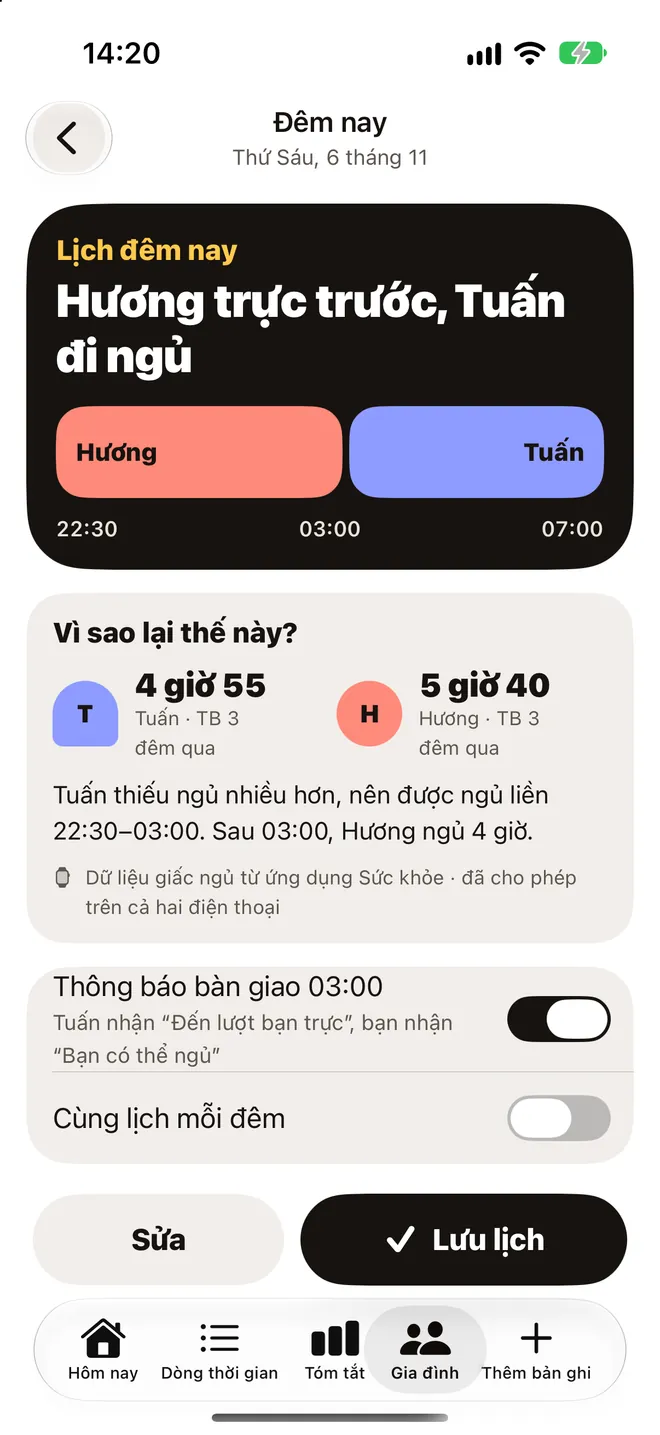 14:20
Đêm nay
Thứ Sáu, 6 tháng 11
Lịch đêm nay
Hương trực trước, Tuấn
đi ngủ
Hương
Tuấn
22:30
03:00
07:00
Vì sao lại thế này?
T
4 giờ 55
Tuấn · TB 3
đêm qua
H
5 giờ 40
Hương · TB 3
đêm qua
Tuấn thiếu ngủ nhiều hơn, nên được ngủ liền
22:30–03:00. Sau 03:00, Hương ngủ 4 giờ.
Dữ liệu giấc ngủ từ ứng dụng Sức khỏe · đã cho phép
trên cả hai điện thoại
Thông báo bàn giao 03:00
Tuấn nhận “Đến lượt bạn trực”, bạn nhận
“Bạn có thể ngủ”
Cùng lịch mỗi đêm
Sửa
Lưu lịch
Hôm nay
Dòng thời gian
Tóm tắt
Gia đình
Thêm bản ghi